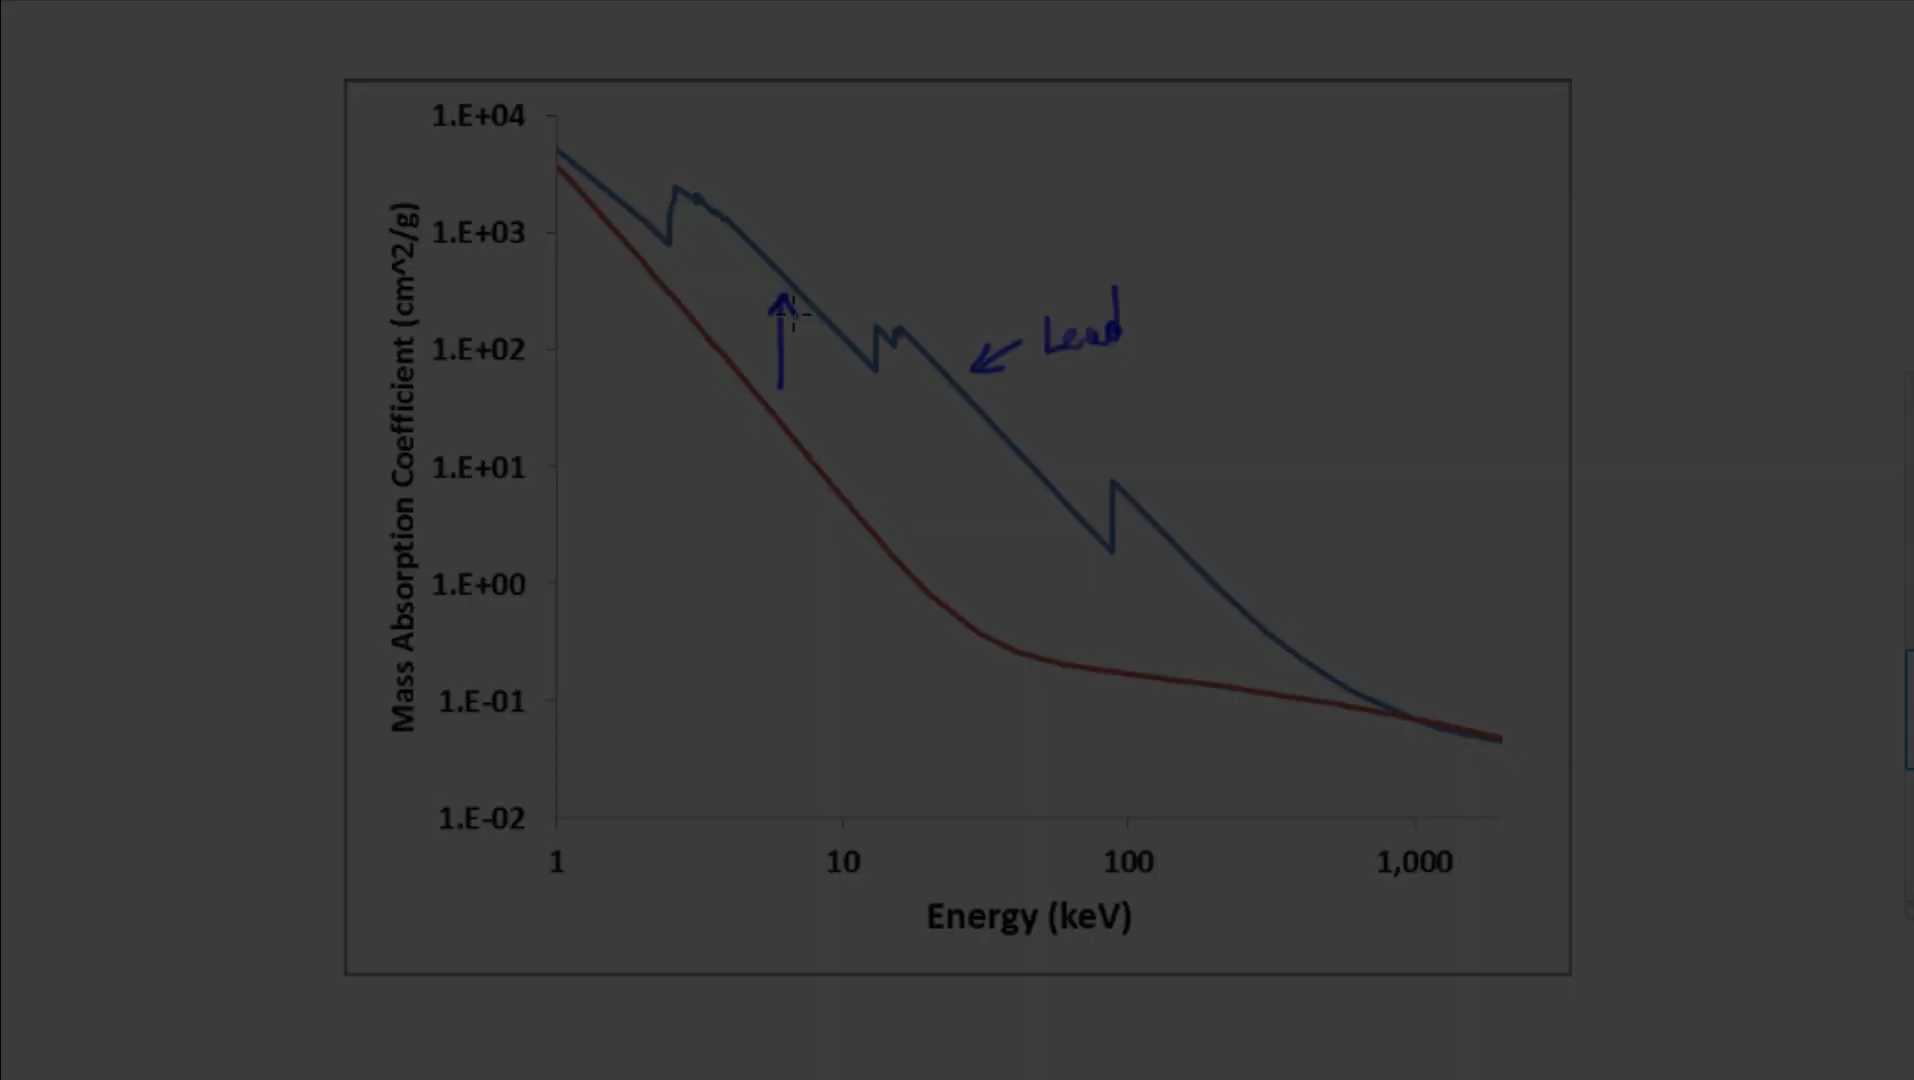 1.E+04
1.E+03
1.E+02
1.E+01
1.E+00
1.E-01
1.E-02
Mass Absorption Coefficient (cm^2/g)
Lead
1 10 100 1,000
Energy (keV)